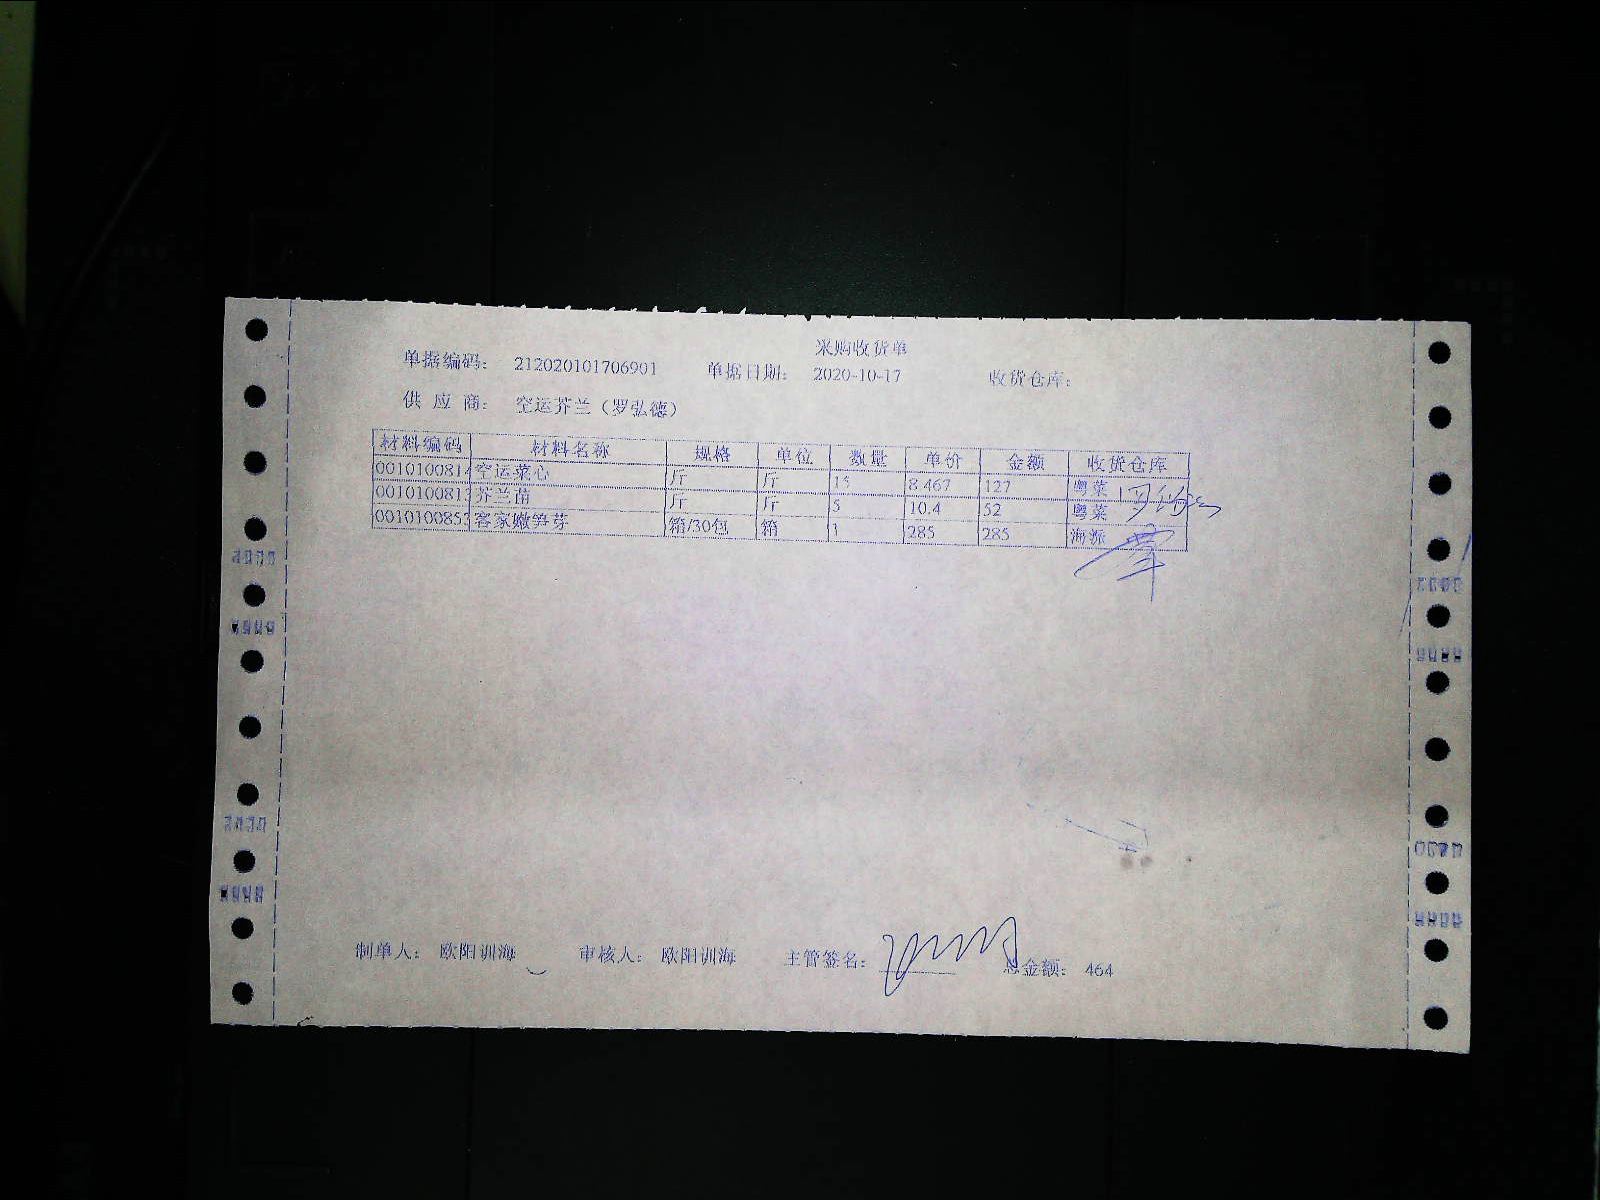 采购收货单
单据编码： 212020101706901 单据日期： 2020-10-17 收货仓库：
供 应 商： 空运芥兰（罗弘德）
材料编码 材料名称 规格 单位 数量 单价 金额 收货仓库
0010100814 空运菜心 斤 斤 15 8.467 127 粤菜
0010100813 芥兰苗 斤 斤 5 10.4 52 粤菜
0010100853 客家嫩笋芽 箱/30包 箱 1 285 285 海派
制单人： 欧阳训海 审核人： 欧阳训海 主管签名： 总金额： 464